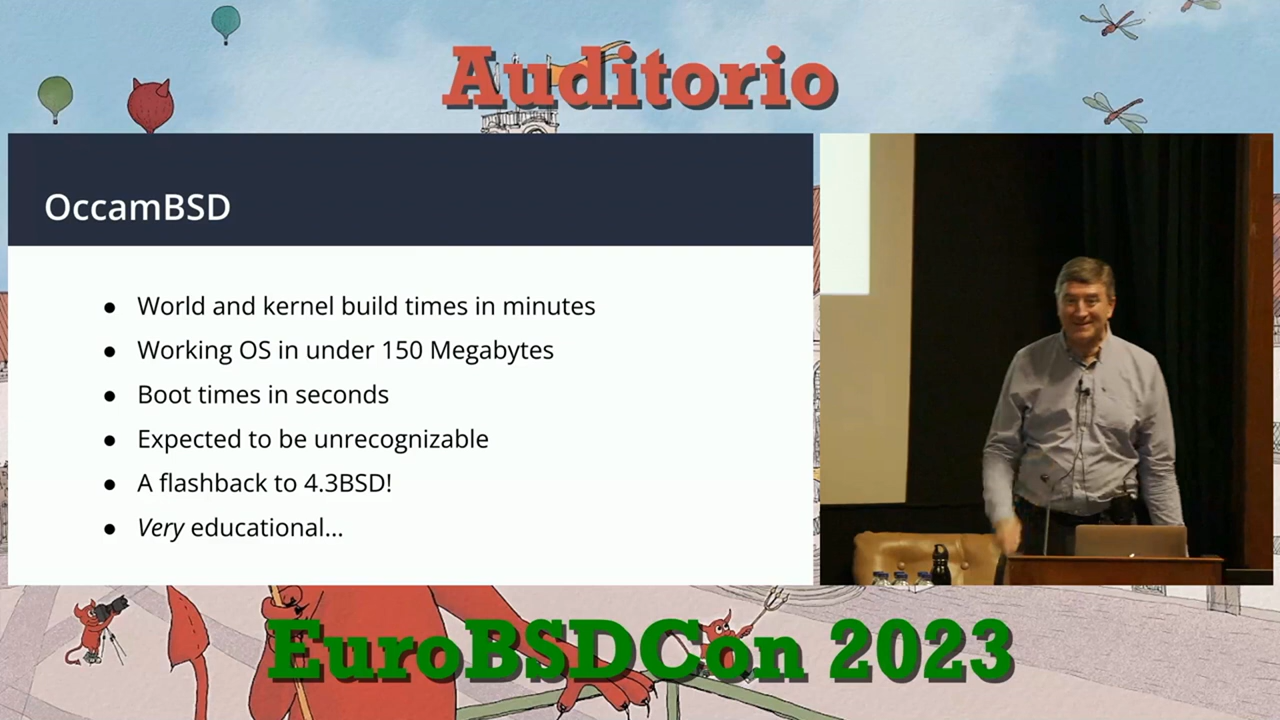 Auditorio
OccamBSD
● World and kernel build times in minutes
● Working OS in under 150 Megabytes
● Boot times in seconds
● Expected to be unrecognizable
● A flashback to 4.3BSD!
● Very educational...
EuroBSDCon 2023